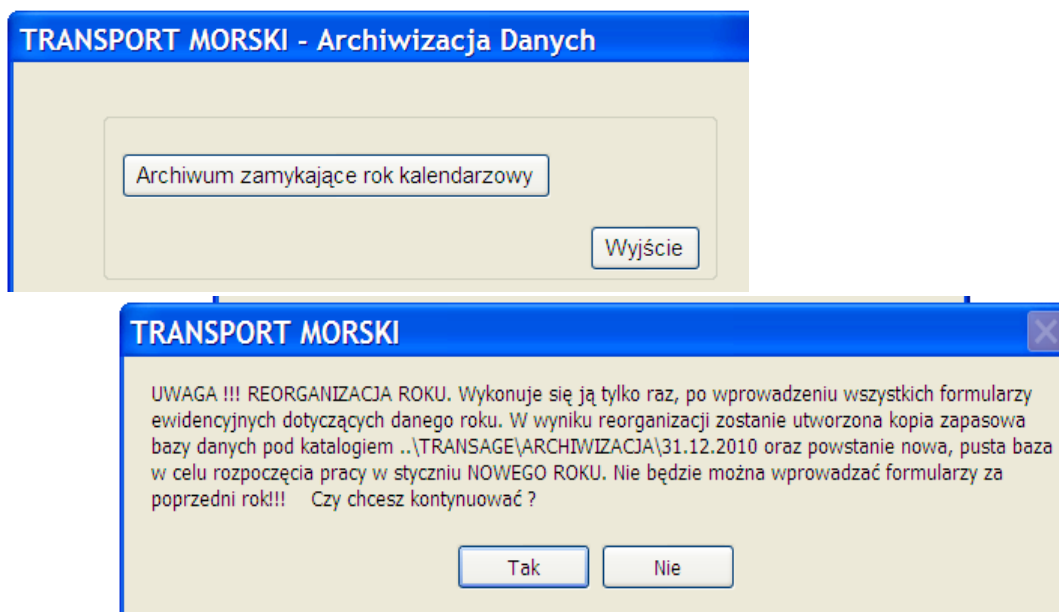 TRANSPORT MORSKI - Archiwizacja Danych
Archiwum zamykające rok kalendarzowy
Wyjście
TRANSPORT MORSKI
UWAGA !!! REORGANIZACJA ROKU. Wykonuje się ją tylko raz, po wprowadzeniu wszystkich formularzy
ewidencyjnych dotyczących danego roku. W wyniku reorganizacji zostanie utworzona kopia zapasowa
bazy danych pod katalogiem ..\TRANSAGE\ARCHIWIZACJA\31.12.2010 oraz powstanie nowa, pusta baza
w celu rozpoczęcia pracy w styczniu NOWEGO ROKU. Nie będzie można wprowadzać formularzy za
poprzedni rok!!! Czy chcesz kontynuować ?
Tak Nie